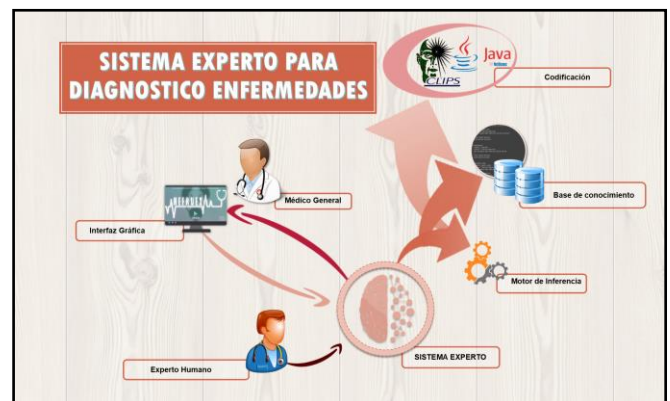 SISTEMA EXPERTO PARA
DIAGNOSTICO ENFERMEDADES
CLIPS
Java
Codificación
Médico General
Base de conocimiento
Interfaz Gráfica
Motor de Inferencia
SISTEMA EXPERTO
Experto Humano